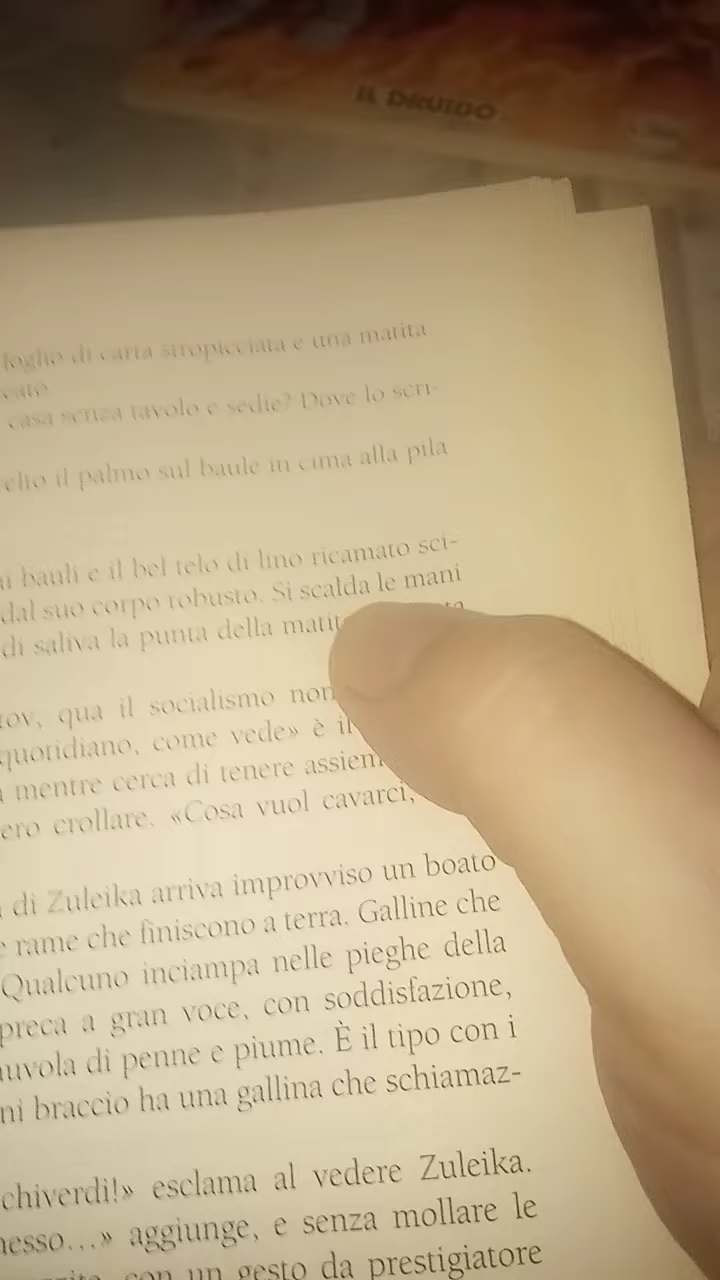 IL DRUIDO
foglio di carta stropicciata e una matita
cato
casa senza tavolo e sedie? Dove lo scri-
elto il palmo sul baule in cima alla pila
i bauli e il bel telo di lino ricamato sci-
dal suo corpo robusto. Si scalda le mani
di saliva la punta della matit
tov, qua il socialismo non
quotidiano, come vede» è il
mentre cerca di tenere assiem
ero crollare. «Cosa vuol cavarci,
di Zuleika arriva improvviso un boato
e rame che finiscono a terra. Galline che
Qualcuno inciampa nelle pieghe della
preca a gran voce, con soddisfazione,
nuvola di penne e piume. È il tipo con i
ni braccio ha una gallina che schiamaz-
chiverdi!» esclama al vedere Zuleika.
nesso...» aggiunge, e senza mollare le
con un gesto da prestigiatore